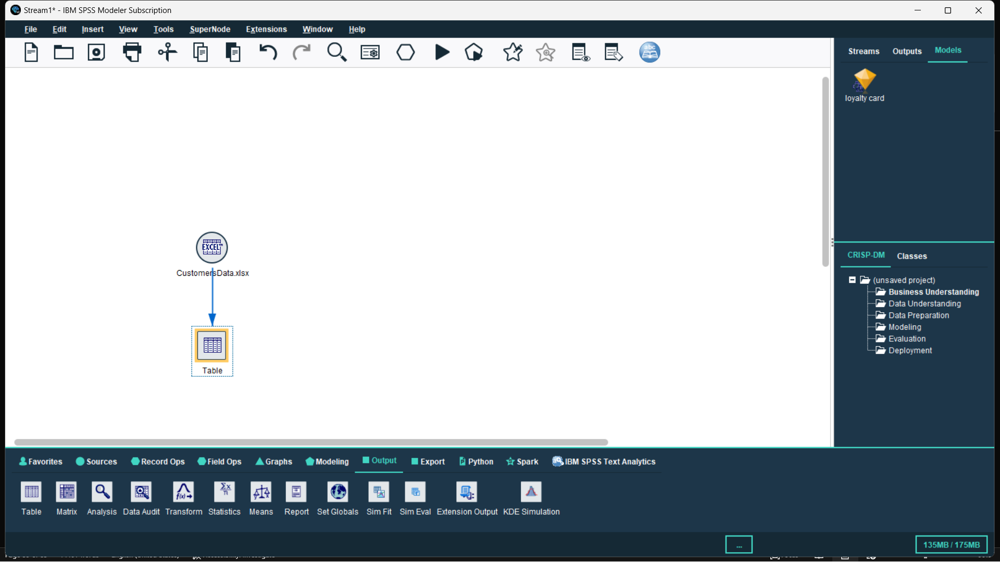 Stream1* - IBM SPSS Modeler Subscription
File Edit Insert View Tools SuperNode Extensions Window Help
abc
Streams Outputs Models
loyalty card
EXCEL™
CustomersData.xlsx
Table
CRISP-DM Classes
(unsaved project)
Business Understanding
Data Understanding
Data Preparation
Modeling
Evaluation
Deployment
Favorites Sources Record Ops Field Ops Graphs Modeling Output Export Python Spark IBM SPSS Text Analytics
Table Matrix Analysis Data Audit Transform Statistics Means Report Set Globals Sim Fit Sim Eval Extension Output KDE Simulation
... 135MB / 175MB